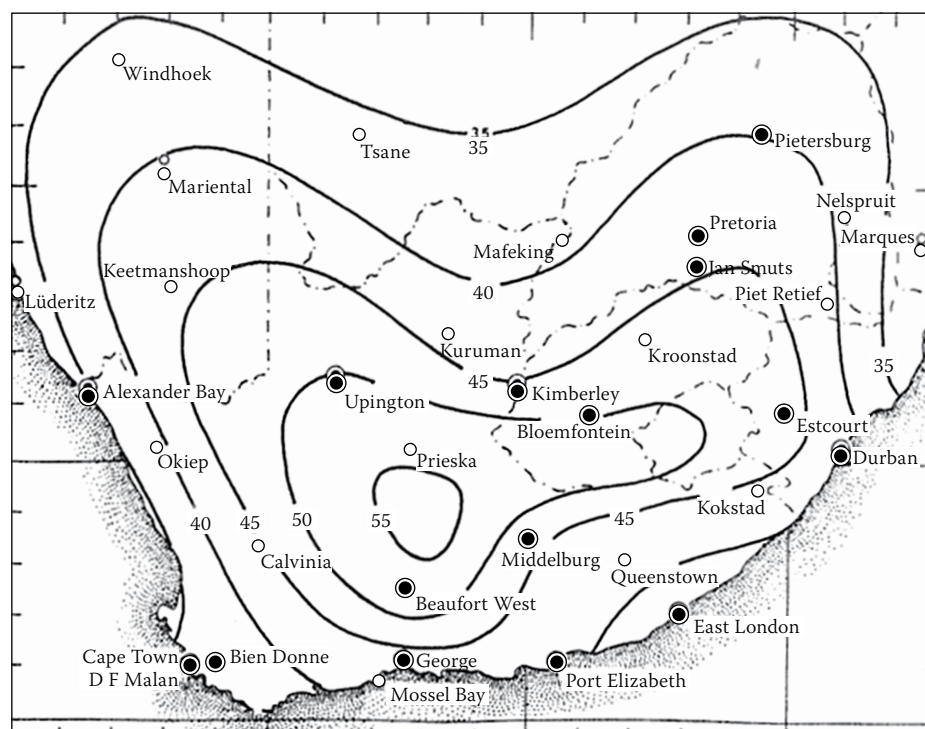 Windhoek
35
35
Tsane
Pietersburg
Mariental
Nelspruit
Pretoria
Marques
Mafeking
Keetmanshoop
Jan Smuts
40
Piet Retief
Lüderitz
Kuruman
Kroonstad
35
45
Alexander Bay
Upington
Kimberley
Bloemfontein
Estcourt
Okiep
Prieska
Durban
Kokstad
40
45
50
55
45
Calvinia
Middelburg
Queenstown
Beaufort West
East London
Cape Town
D F Malan
Bien Donne
George
Port Elizabeth
Mossel Bay